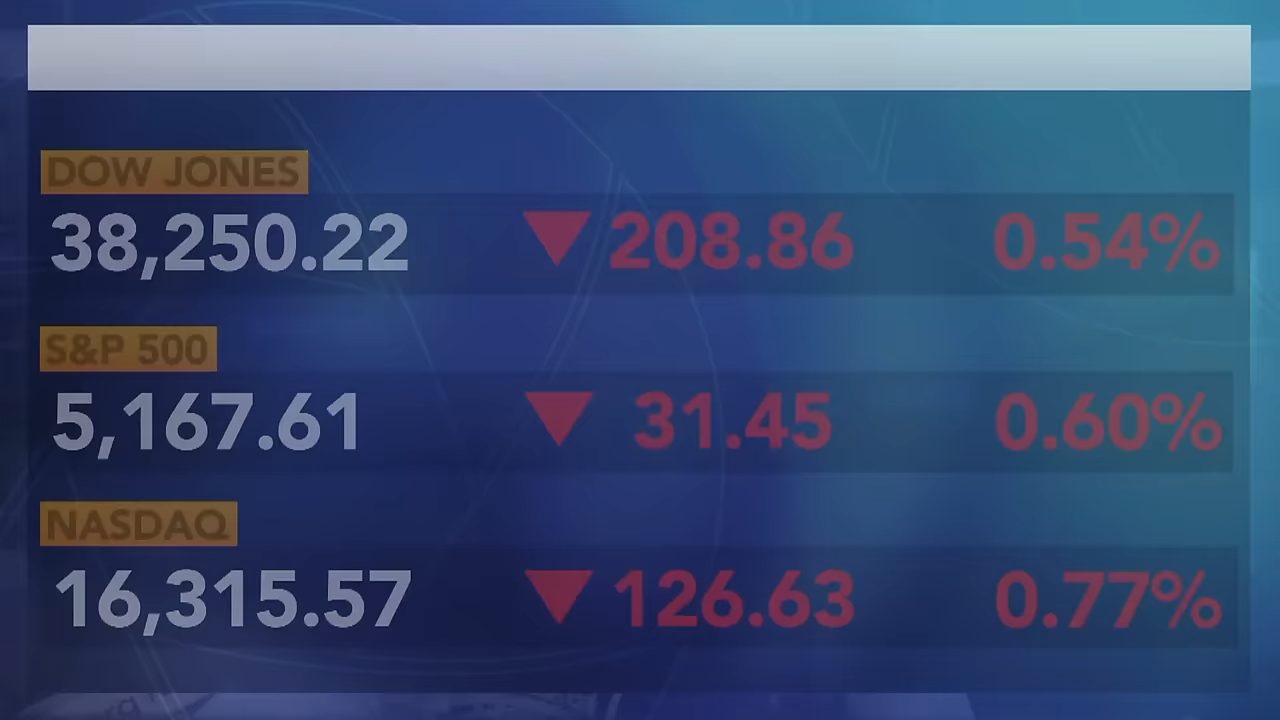 DOW JONES
38,250.22 ▼ 208.86 0.54%
S&P 500
5,167.61 ▼ 31.45 0.60%
NASDAQ
16,315.57 ▼ 126.63 0.77%